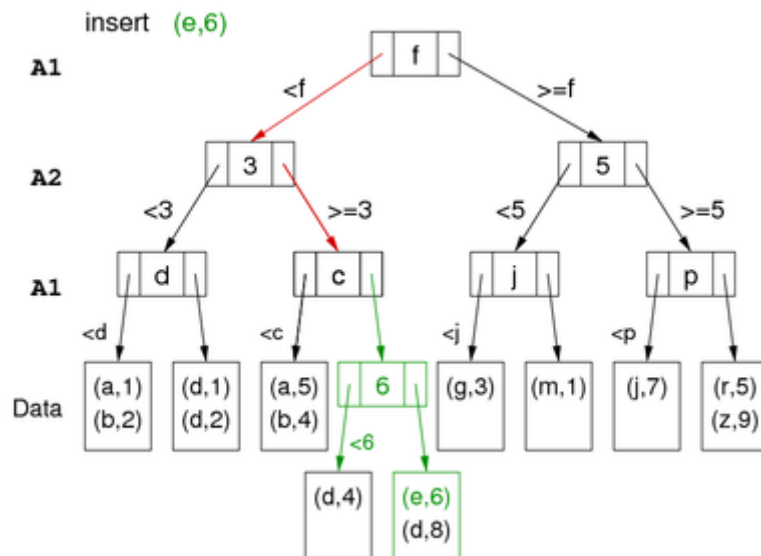 insert (e,6)
A1
f
<f
>=f
A2
3
5
<3
>=3
<5
>=5
A1
d
c
j
p
<d
<c
<j
<p
Data
(a,1)
(b,2)
(d,1)
(d,2)
(a,5)
(b,4)
6
(g,3)
(m,1)
(j,7)
(r,5)
(z,9)
<6
(d,4)
(e,6)
(d,8)